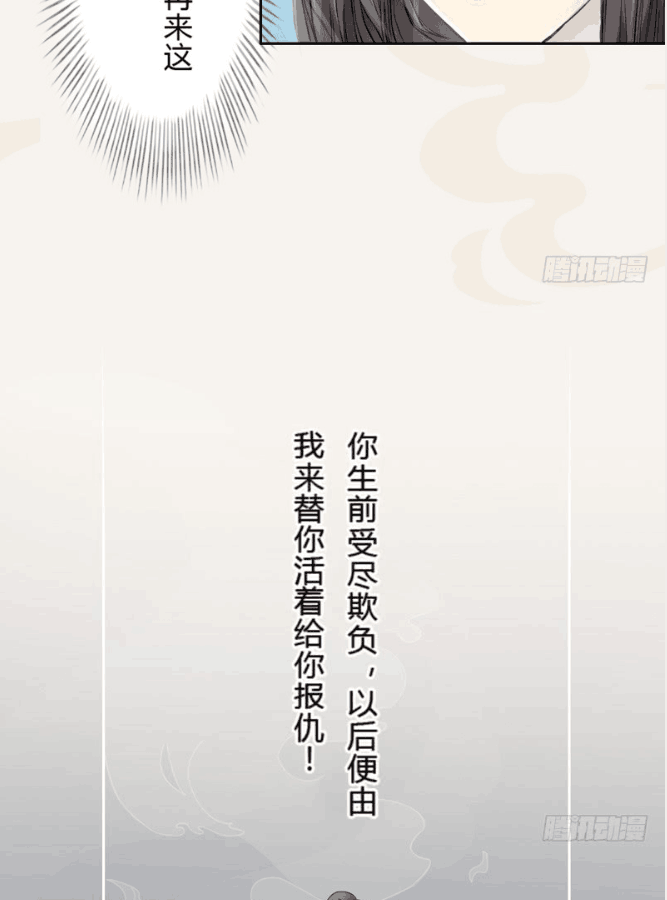 再来这
腾讯动漫
你生前受尽欺负，以后便由
我来替你活着给你报仇！
腾讯动漫